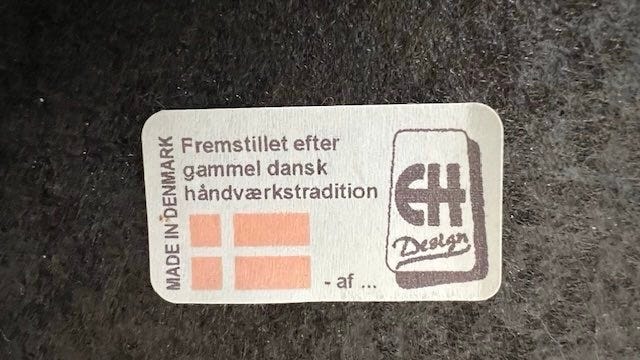 MADE IN DENMARK
Fremstillet efter
gammel dansk
håndværkstradition
- af ...
EH
Design